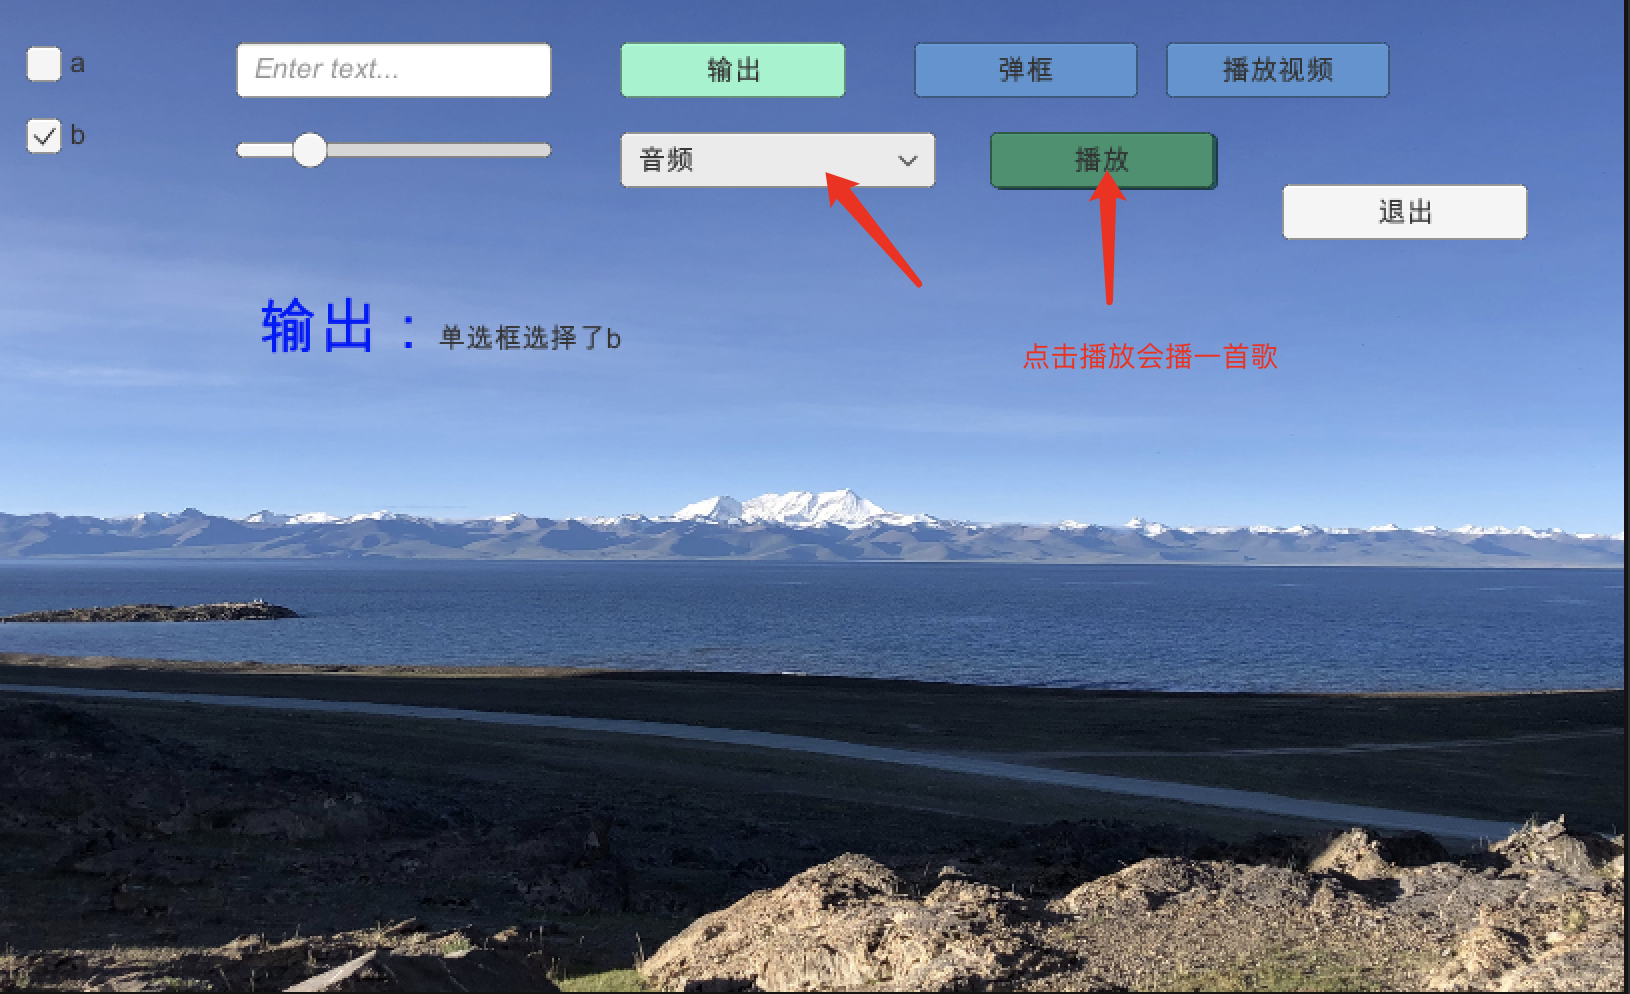 a
Enter text...
输出
弹框
播放视频
b
音频
播放
退出
输出：单选框选择了b
点击播放会播一首歌